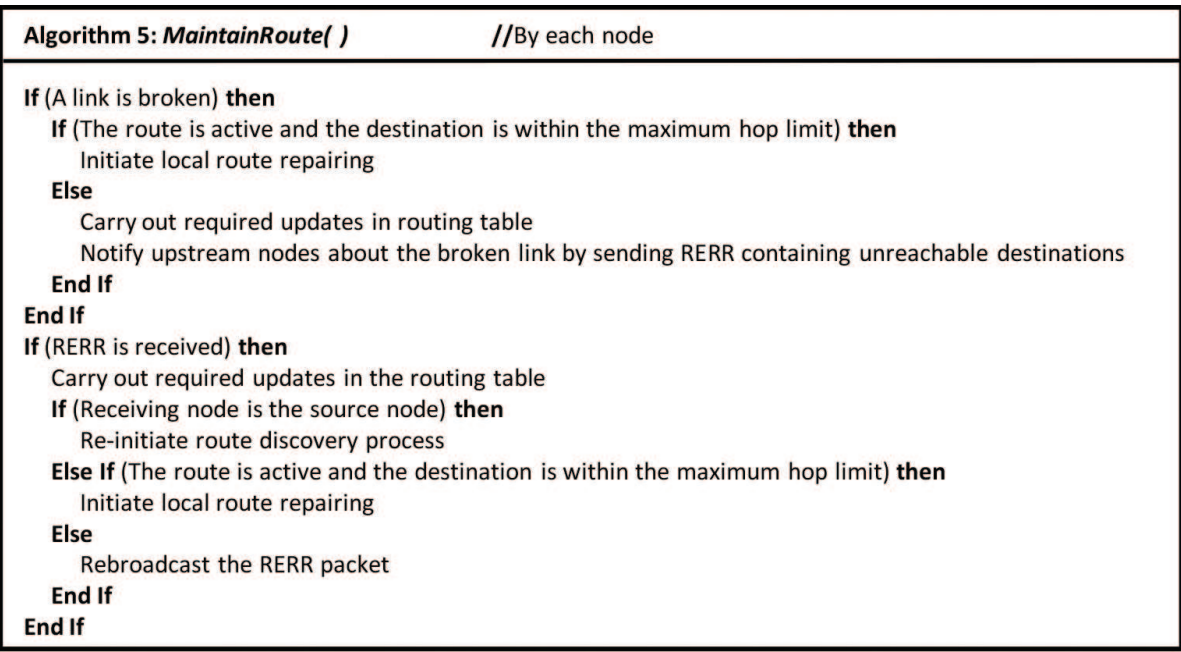 Algorithm 5: MaintainRoute( ) //By each node
If (A link is broken) then
If (The route is active and the destination is within the maximum hop limit) then
Initiate local route repairing
Else
Carry out required updates in routing table
Notify upstream nodes about the broken link by sending RERR containing unreachable destinations
End If
End If
If (RERR is received) then
Carry out required updates in the routing table
If (Receiving node is the source node) then
Re-initiate route discovery process
Else If (The route is active and the destination is within the maximum hop limit) then
Initiate local route repairing
Else
Rebroadcast the RERR packet
End If
End If